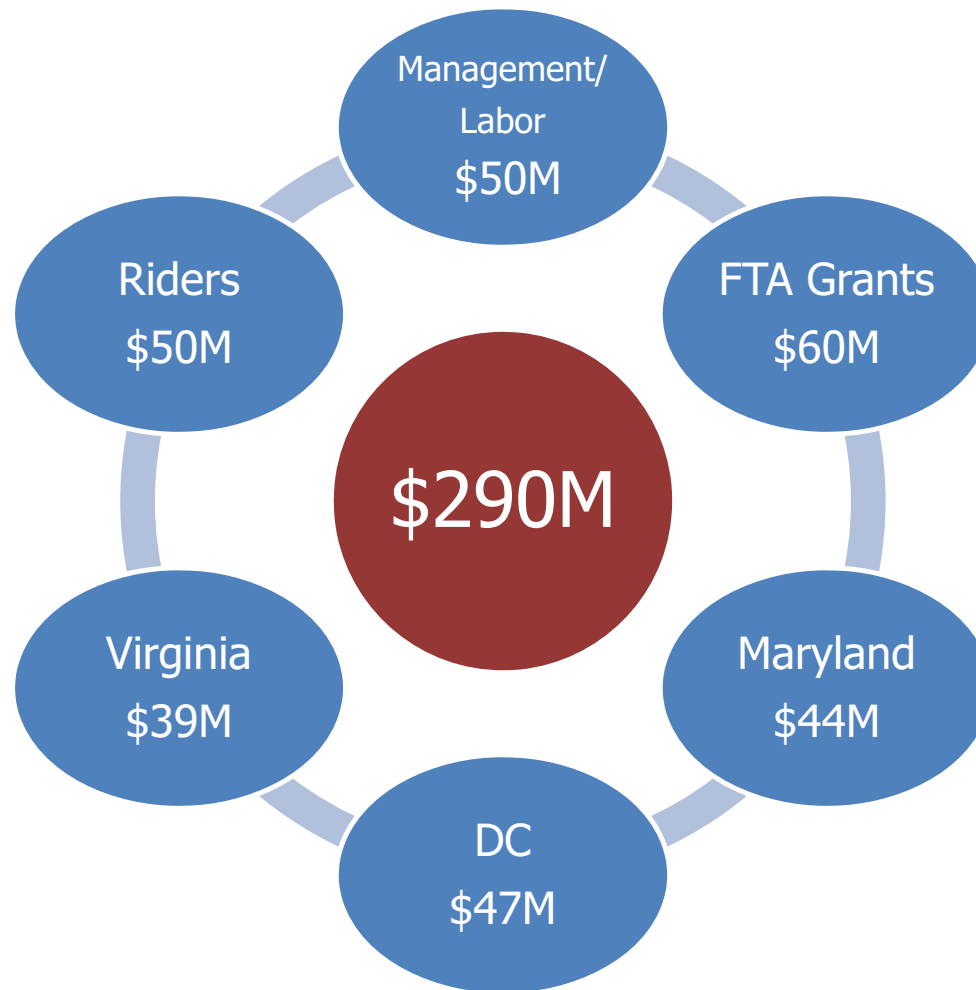 Management/
Labor
$50M
FTA Grants
$60M
Maryland
$44M
DC
$47M
Virginia
$39M
Riders
$50M
$290M